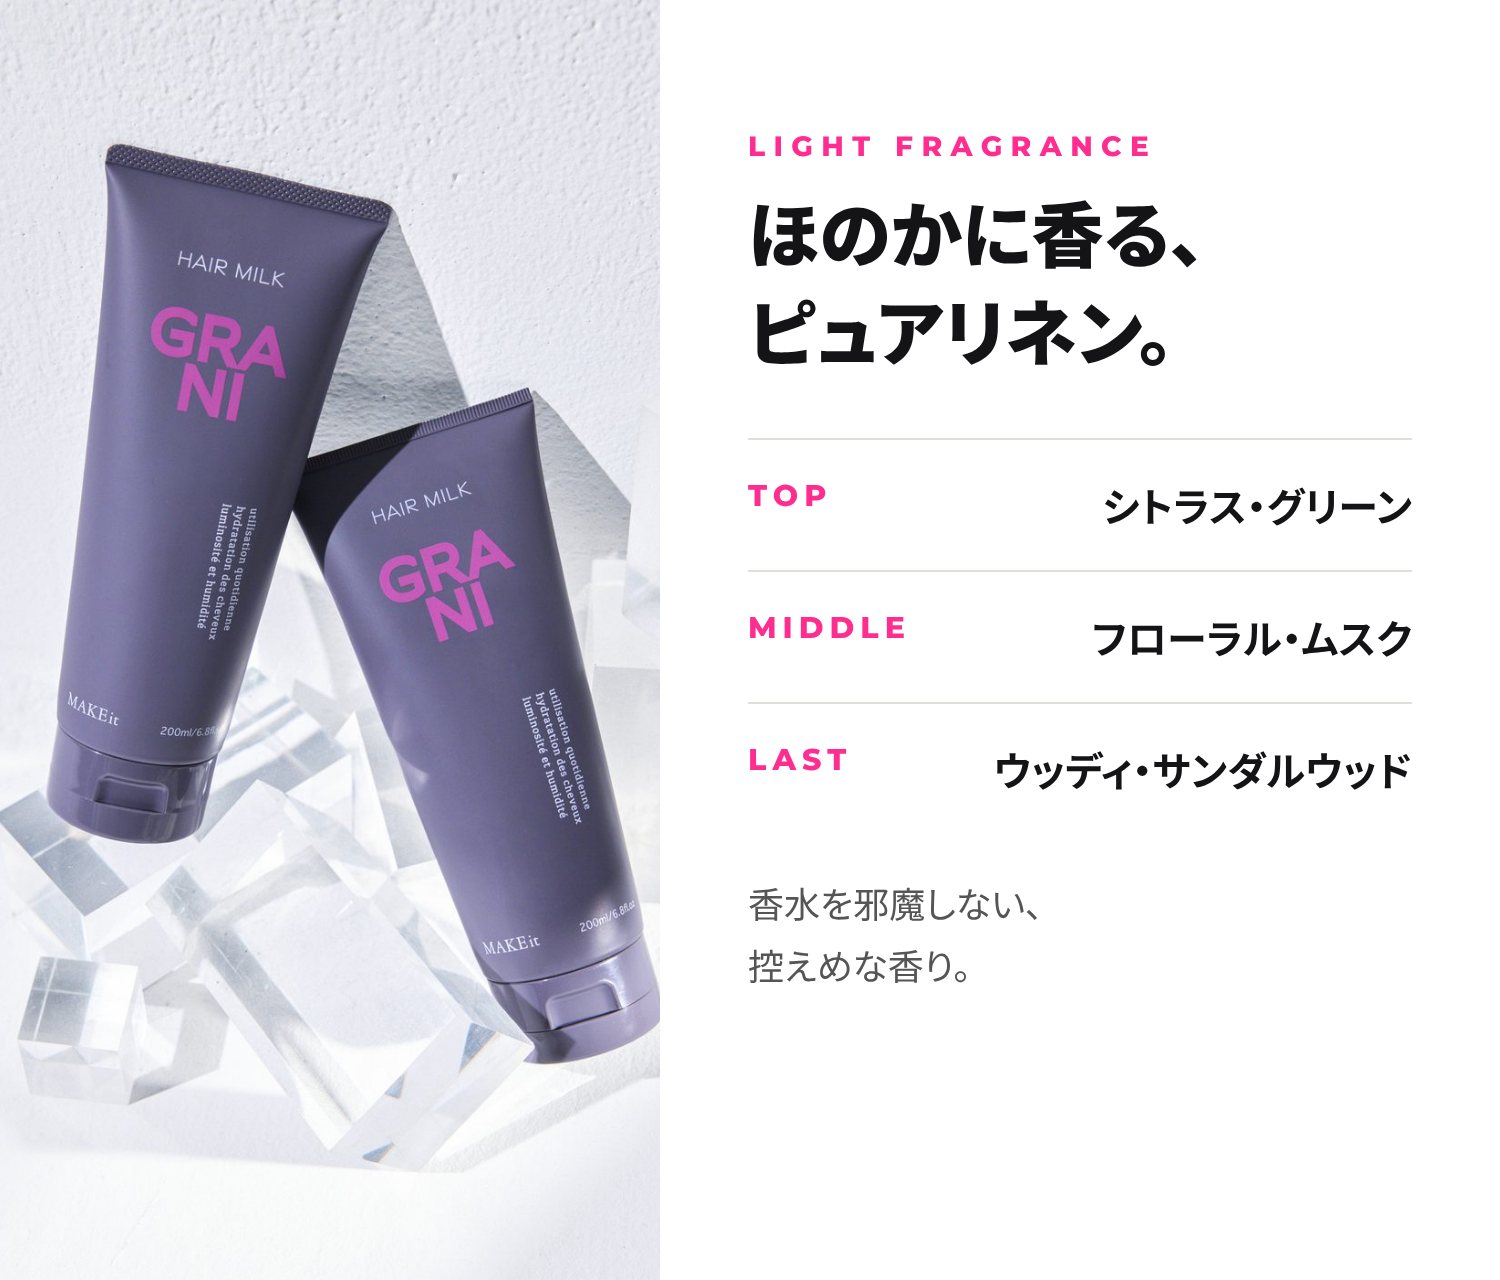 HAIR MILK
GRA
NI
utilisation quotidienne
hydratation des cheveux
luminosité et humidité
MAKEit
200ml/6.8fl.
HAIR MILK
GRA
NI
utilisation quotidienne
hydratation des cheveux
luminosité et humidité
MAKEit
200ml/6.8fl.oz
LIGHT FRAGRANCE
ほのかに香る、
ピュアリネン。
TOP
シトラス・グリーン
MIDDLE
フローラル・ムスク
LAST
ウッディ・サンダルウッド
香水を邪魔しない、
控えめな香り。